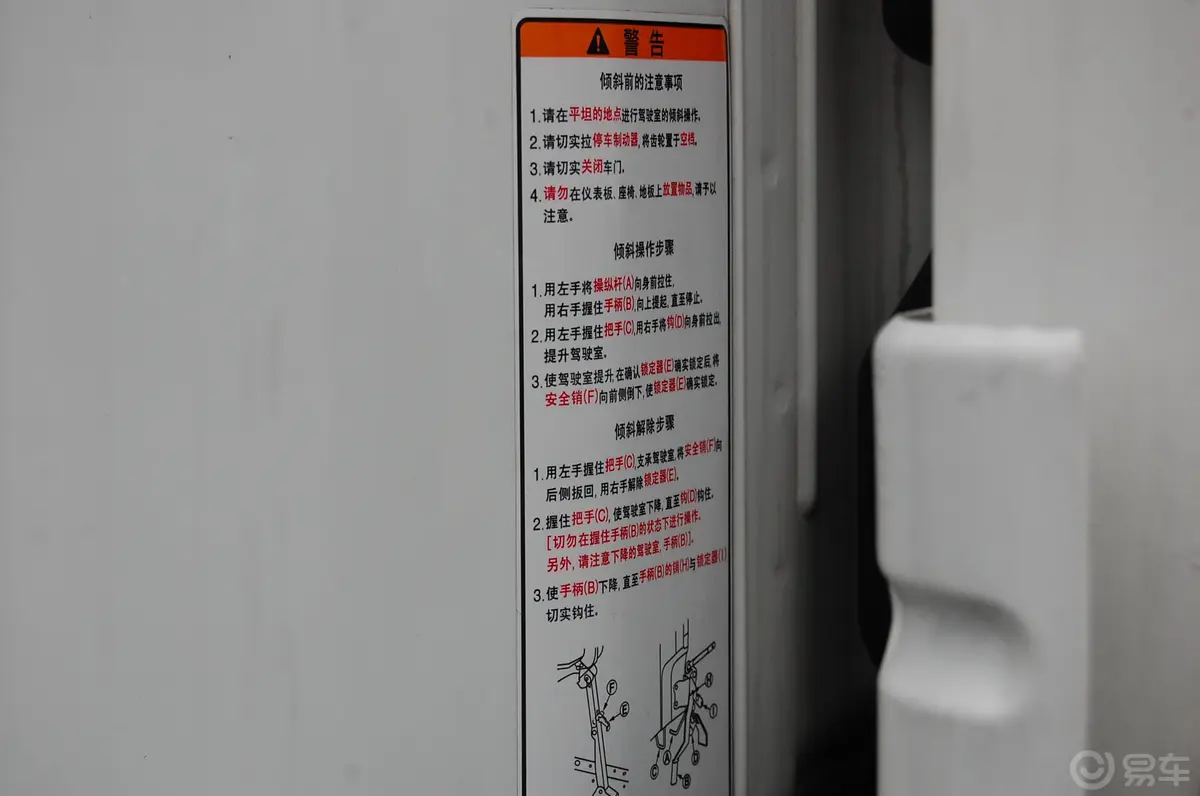 警告
倾斜前的注意事项
1.请在平坦的地点进行驾驶室的倾斜操作。
2.请切实拉停车制动器,将齿轮置于空档。
3.请切实关闭车门。
4.请勿在仪表板、座椅、地板上放置物品,请予以
注意。
倾斜操作步骤
1.用左手将操纵杆(A)向身前拉住,
用右手握住手柄(B),向上提起,直至停止。
2.用左手握住把手(C),用右手将钩(D)向身前拉出,
提升驾驶室。
3.使驾驶室提升,在确认锁定器(E)确实锁定后,将
安全销(F)向前侧倒下,使锁定器(E)确实锁定。
倾斜解除步骤
1.用左手握住把手(C),支承驾驶室,将安全销(F)向
后侧扳回,用右手解除锁定器(E)。
2.握住把手(C),使驾驶室下降,直至钩(D)钩住。
[切勿在握住手柄(B)的状态下进行操作。
另外,请注意下降的驾驶室,手柄(B)]。
3.使手柄(B)下降,直至手柄(B)的销(H)与锁定器(I)
切实钩住。
F
E
H
I
A
D
C
B
易车